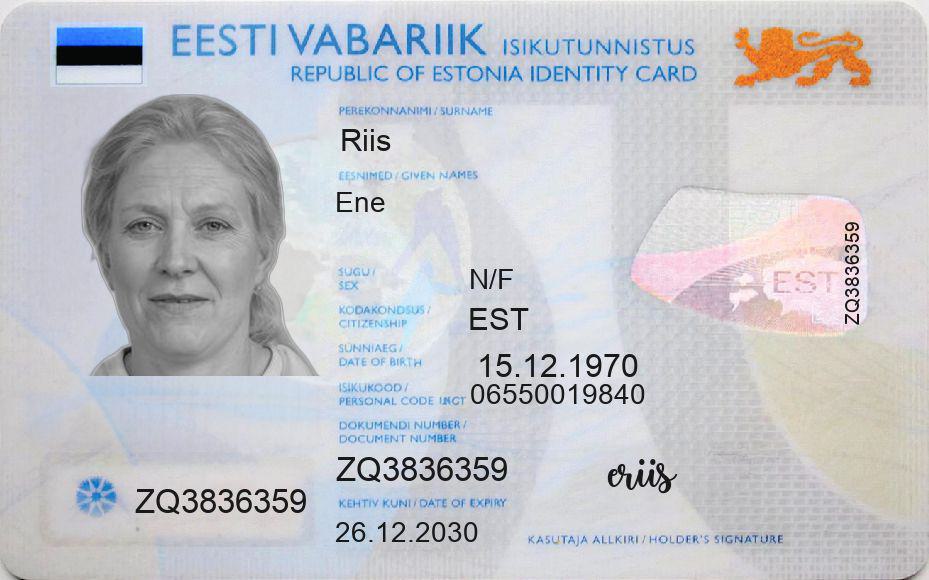 EESTI VABARIIK ISIKUTUNNISTUS
REPUBLIC OF ESTONIA IDENTITY CARD
PEREKONNANIMI / SURNAME
Riis
EESNIMED / GIVEN NAMES
Ene
SUGU /
SEX
N/F
KODAKONDSUS /
CITIZENSHIP
EST
SÜNNIAEG /
DATE OF BIRTH
15.12.1970
ISIKUKOOD /
PERSONAL CODE
06550019840
DOKUMENDI NUMBER /
DOCUMENT NUMBER
ZQ3836359
KEHTIV KUNI / DATE OF EXPIRY
26.12.2030
ZQ3836359
eriis
KASUTAJA ALLKIRI / HOLDER'S SIGNATURE
EST
ZQ3836359